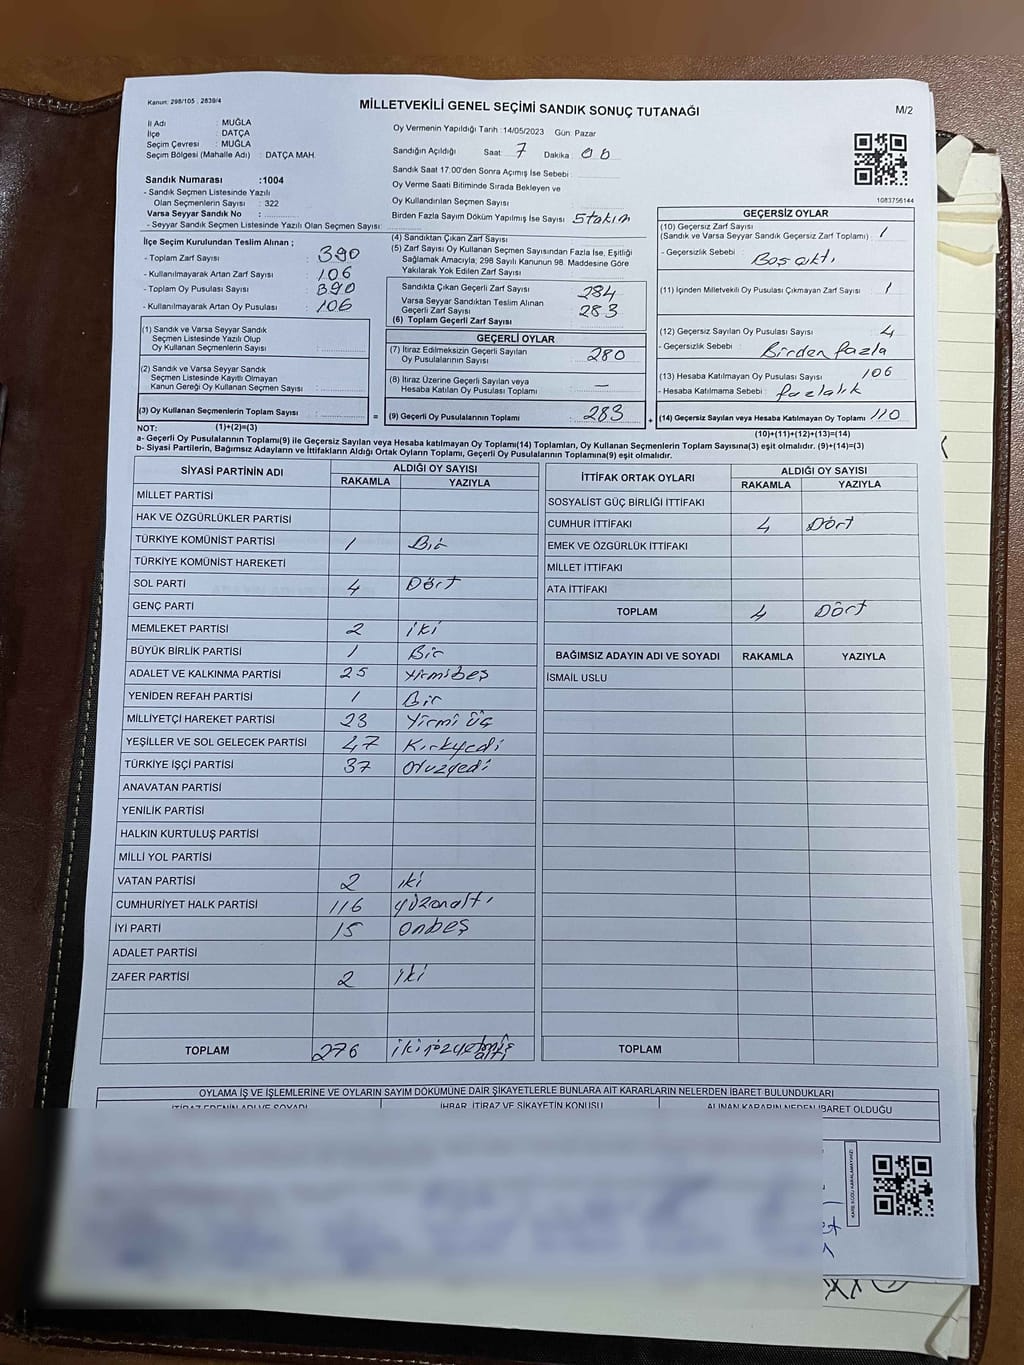 Kanun: 298/105 , 2839/4
MİLLETVEKİLİ GENEL SEÇİMİ SANDIK SONUÇ TUTANAĞI
M/2
İl Adı : MUĞLA
İlçe : DATÇA
Seçim Çevresi : MUĞLA
Seçim Bölgesi (Mahalle Adı) : DATÇA MAH.
Oy Vermenin Yapıldığı Tarih :14/05/2023 Gün: Pazar
Sandığın Açıldığı Saat: 7 Dakika 00
Sandık Saat 17.00'den Sonra Açımış İse Sebebi :
Oy Verme Saati Bitiminde Sırada Bekleyen ve
Oy Kullandırılan Seçmen Sayısı :
Birden Fazla Sayım Döküm Yapılmış İse Sayısı
Sandık Numarası :1004
- Sandık Seçmen Listesinde Yazılı
Olan Seçmenlerin Sayısı : 322
Varsa Seyyar Sandık No :
- Seyyar Sandık Seçmen Listesinde Yazılı Olan Seçmen Sayısı:
1083756144
İlçe Seçim Kurulundan Teslim Alınan ;
- Toplam Zarf Sayısı : 390
- Kullanılmayarak Artan Zarf Sayısı : 106
- Toplam Oy Pusulası Sayısı : 390
- Kullanılmayarak Artan Oy Pusulası : 106
(4) Sandıktan Çıkan Zarf Sayısı
(5) Zarf Sayısı Oy Kullanan Seçmen Sayısından Fazla İse, Eşitliği
Sağlamak Amacıyla; 298 Sayılı Kanunun 98. Maddesine Göre
Yakılarak Yok Edilen Zarf Sayısı
Sandıkta Çıkan Geçerli Zarf Sayısı 284
Varsa Seyyar Sandıktan Teslim Alınan
Geçerli Zarf Sayısı 283
(6) Toplam Geçerli Zarf Sayısı
GEÇERSİZ OYLAR
(10) Geçersiz Zarf Sayısı
(Sandık ve Varsa Seyyar Sandık Geçersiz Zarf Toplamı) 1
- Geçersizlik Sebebi : Boş çıktı
(11) İçinden Milletvekili Oy Pusulası Çıkmayan Zarf Sayısı 1
(12) Geçersiz Sayılan Oy Pusulası Sayısı 4
- Geçersizlik Sebebi : Birden fazla
(13) Hesaba Katılmayan Oy Pusulası Sayısı 106
- Hesaba Katılmama Sebebi : fazlalık
(14) Geçersiz Sayılan veya Hesaba Katılmayan Oy Toplamı 110
(10)+(11)+(12)+(13)=(14)
(1) Sandık ve Varsa Seyyar Sandık
Seçmen Listesinde Yazılı Olup
Oy Kullanan Seçmenlerin Sayısı :
(2) Sandık ve Varsa Seyyar Sandık
Seçmen Listesinde Kayıtlı Olmayan
Kanun Gereği Oy Kullanan Seçmen Sayısı :
(3) Oy Kullanan Seçmenlerin Toplam Sayısı :
=
(1)+(2)=(3)
GEÇERLİ OYLAR
(7) İtiraz Edilmeksizin Geçerli Sayılan
Oy Pusulalarının Sayısı : 280
(8) İtiraz Üzerine Geçerli Sayılan veya
Hesaba Katılan Oy Pusulası Toplamı : —
(9) Geçerli Oy Pusulalarının Toplamı : 283
+
NOT:
a- Geçerli Oy Pusulalarının Toplamı(9) ile Geçersiz Sayılan veya Hesaba katılmayan Oy Toplamı(14) Toplamları, Oy Kullanan Seçmenlerin Toplam Sayısına(3) eşit olmalıdır. (9)+(14)=(3)
b- Siyasi Partilerin, Bağımsız Adayların ve İttifakların Aldığı Ortak Oyların Toplamı, Geçerli Oy Pusulalarının Toplamına(9) eşit olmalıdır.
SİYASİ PARTİNİN ADI ALDIĞI OY SAYISI
RAKAMLA YAZIYLA
MİLLET PARTİSİ
HAK VE ÖZGÜRLÜKLER PARTİSİ
TÜRKİYE KOMÜNİST PARTİSİ 1 Bir
TÜRKİYE KOMÜNİST HAREKETİ
SOL PARTİ 4 Dört
GENÇ PARTİ
MEMLEKET PARTİSİ 2 iki
BÜYÜK BİRLİK PARTİSİ 1 Bir
ADALET VE KALKINMA PARTİSİ 25 Yirmibeş
YENİDEN REFAH PARTİSİ 1 Bir
MİLLİYETÇİ HAREKET PARTİSİ 23 Yirmi üç
YEŞİLLER VE SOL GELECEK PARTİSİ 47 Kırkyedi
TÜRKİYE İŞÇİ PARTİSİ 37 Otuzyedi
ANAVATAN PARTİSİ
YENİLİK PARTİSİ
HALKIN KURTULUŞ PARTİSİ
MİLLİ YOL PARTİSİ
VATAN PARTİSİ 2 iki
CUMHURİYET HALK PARTİSİ 116 yüzonaltı
İYİ PARTİ 15 onbeş
ADALET PARTİSİ
ZAFER PARTİSİ 2 iki
TOPLAM 276
İTTİFAK ORTAK OYLARI ALDIĞI OY SAYISI
RAKAMLA YAZIYLA
SOSYALİST GÜÇ BİRLİĞİ İTTİFAKI
CUMHUR İTTİFAKI 4 Dört
EMEK VE ÖZGÜRLÜK İTTİFAKI
MİLLET İTTİFAKI
ATA İTTİFAKI
TOPLAM 4 Dört
BAĞIMSIZ ADAYIN ADI VE SOYADI RAKAMLA YAZIYLA
İSMAİL USLU
TOPLAM
OYLAMA İŞ VE İŞLEMLERİNE VE OYLARIN SAYIM DÖKÜMÜNE DAİR ŞİKAYETLERLE BUNLARA AİT KARARLARIN NELERDEN İBARET BULUNDUKLARI
İTİRAZ EDENİN ADI VE SOYADI İHBAR, İTİRAZ VE ŞİKAYETİN KONUSU ALINAN KARARIN NEDEN İBARET OLDUĞU
KARE KODU KARALAMAYINIZ!